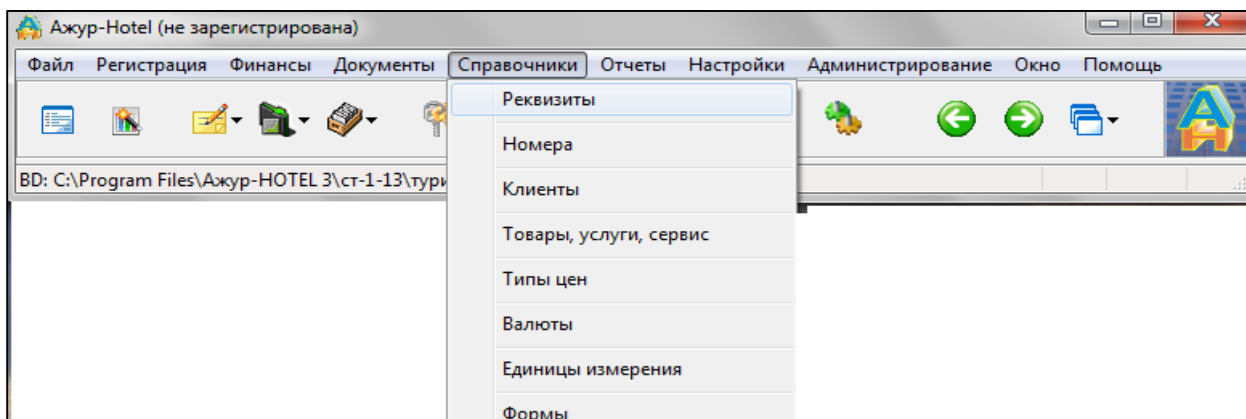 Ажур-Hotel (не зарегистрирована)
Файл Регистрация Финансы Документы Справочники Отчеты Настройки Администрирование Окно Помощь
Реквизиты
Номера
BD: C:\Program Files\Ажур-HOTEL 3\ст-1-13\тури
Клиенты
Товары, услуги, сервис
Типы цен
Валюты
Единицы измерения
Формы